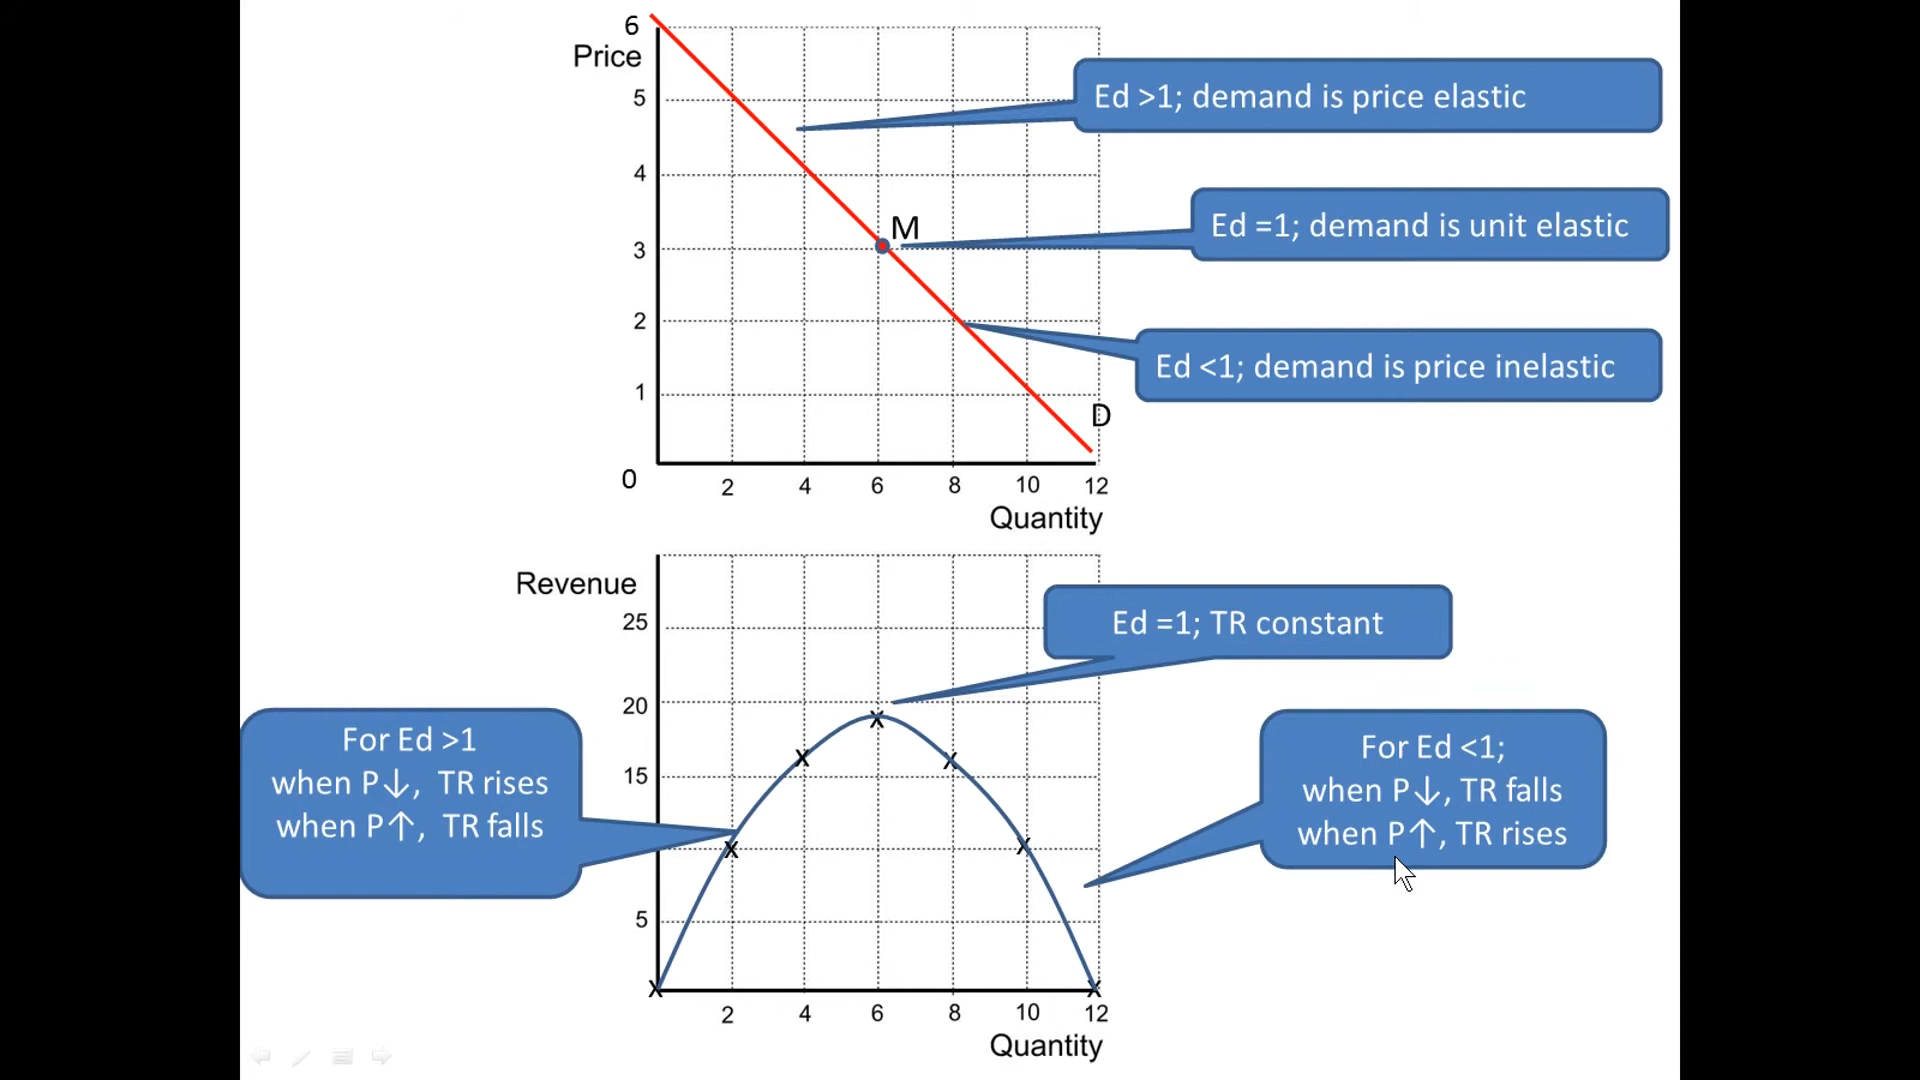 6
Price
5
4
3
2
1
0
2 4 6 8 10 12
Quantity
M
D
Ed >1; demand is price elastic
Ed =1; demand is unit elastic
Ed <1; demand is price inelastic
Revenue
25
20
15
5
2 4 6 8 10 12
Quantity
x x x x x x x
Ed =1; TR constant
For Ed >1
when P↓, TR rises
when P↑, TR falls
For Ed <1;
when P↓, TR falls
when P↑, TR rises